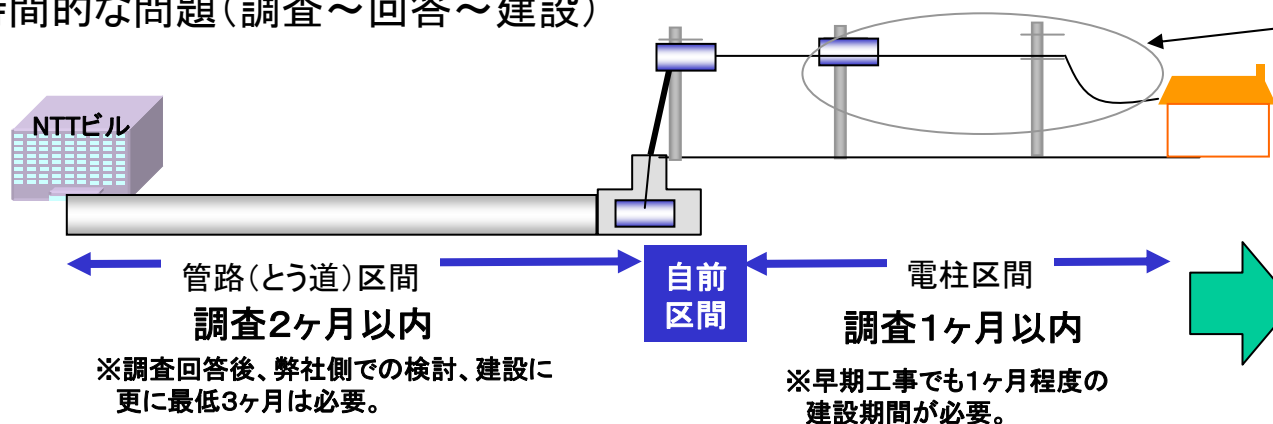 時間的な問題(調査～回答～建設)
NTTビル
管路(とう道)区間
調査2ヶ月以内
※調査回答後、弊社側での検討、建設に
更に最低3ヶ月は必要。
自前
区間
電柱区間
調査1ヶ月以内
※早期工事でも1ヶ月程度の
建設期間が必要。